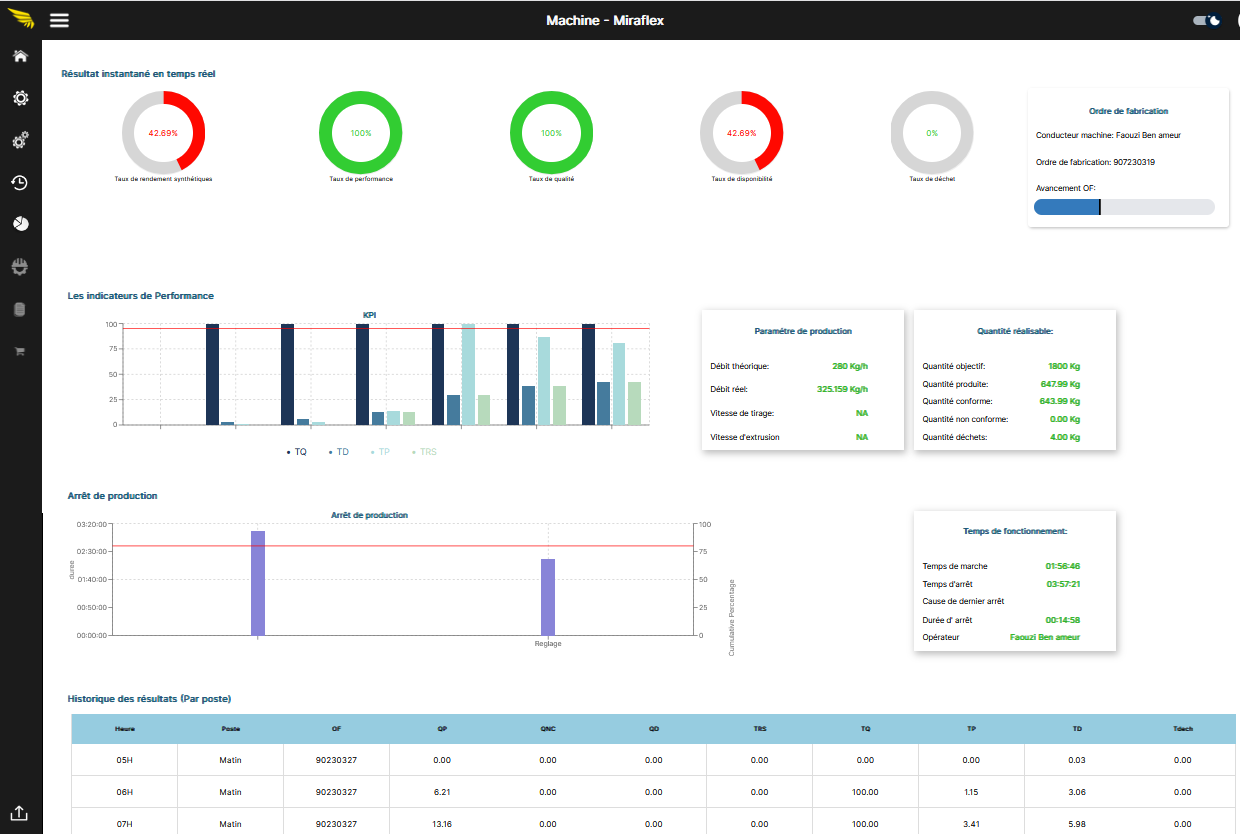 Machine - Miraflex
Résultat instantané en temps réel
42.69%
100%
100%
42.69%
0%
Taux de rendement synthétiques
Taux de performance
Taux de qualité
Taux de disponibilité
Taux de déchet
Ordre de fabrication
Conducteur machine: Faouzi Ben ameur
Ordre de fabrication: 907230319
Avancement OF:
Les indicateurs de Performance
KPI
100
75
50
25
0
TQ TD TP TRS
Paramétre de production
Débit théorique: 280 Kg/h
Débit réel: 325.159 Kg/h
Vitesse de tirage: NA
Vitesse d'extrusion NA
Quantité réalisable:
Quantité objectif: 1800 Kg
Quantité produite: 647.99 Kg
Quantité conforme: 643.99 Kg
Quantité non conforme: 0.00 Kg
Quantité déchets: 4.00 Kg
Arrêt de production
Arrêt de production
03:20:00
02:30:00
01:40:00
00:50:00
00:00:00
duree
Reglage
100
75
50
25
0
Cumulative Percentage
Temps de fonctionnement:
Temps de marche 01:56:46
Temps d'arrêt 03:57:21
Cause de dernier arrêt
Durée d' arrêt 00:14:58
Opérateur Faouzi Ben ameur
Historique des résultats (Par poste)
Heure Poste OF QP QNC QD TRS TQ TP TD Tdech
05H Matin 90230327 0.00 0.00 0.00 0.00 0.00 0.00 0.03 0.00
06H Matin 90230327 6.21 0.00 0.00 0.00 100.00 1.15 3.06 0.00
07H Matin 90230327 13.16 0.00 0.00 0.00 100.00 3.41 5.98 0.00